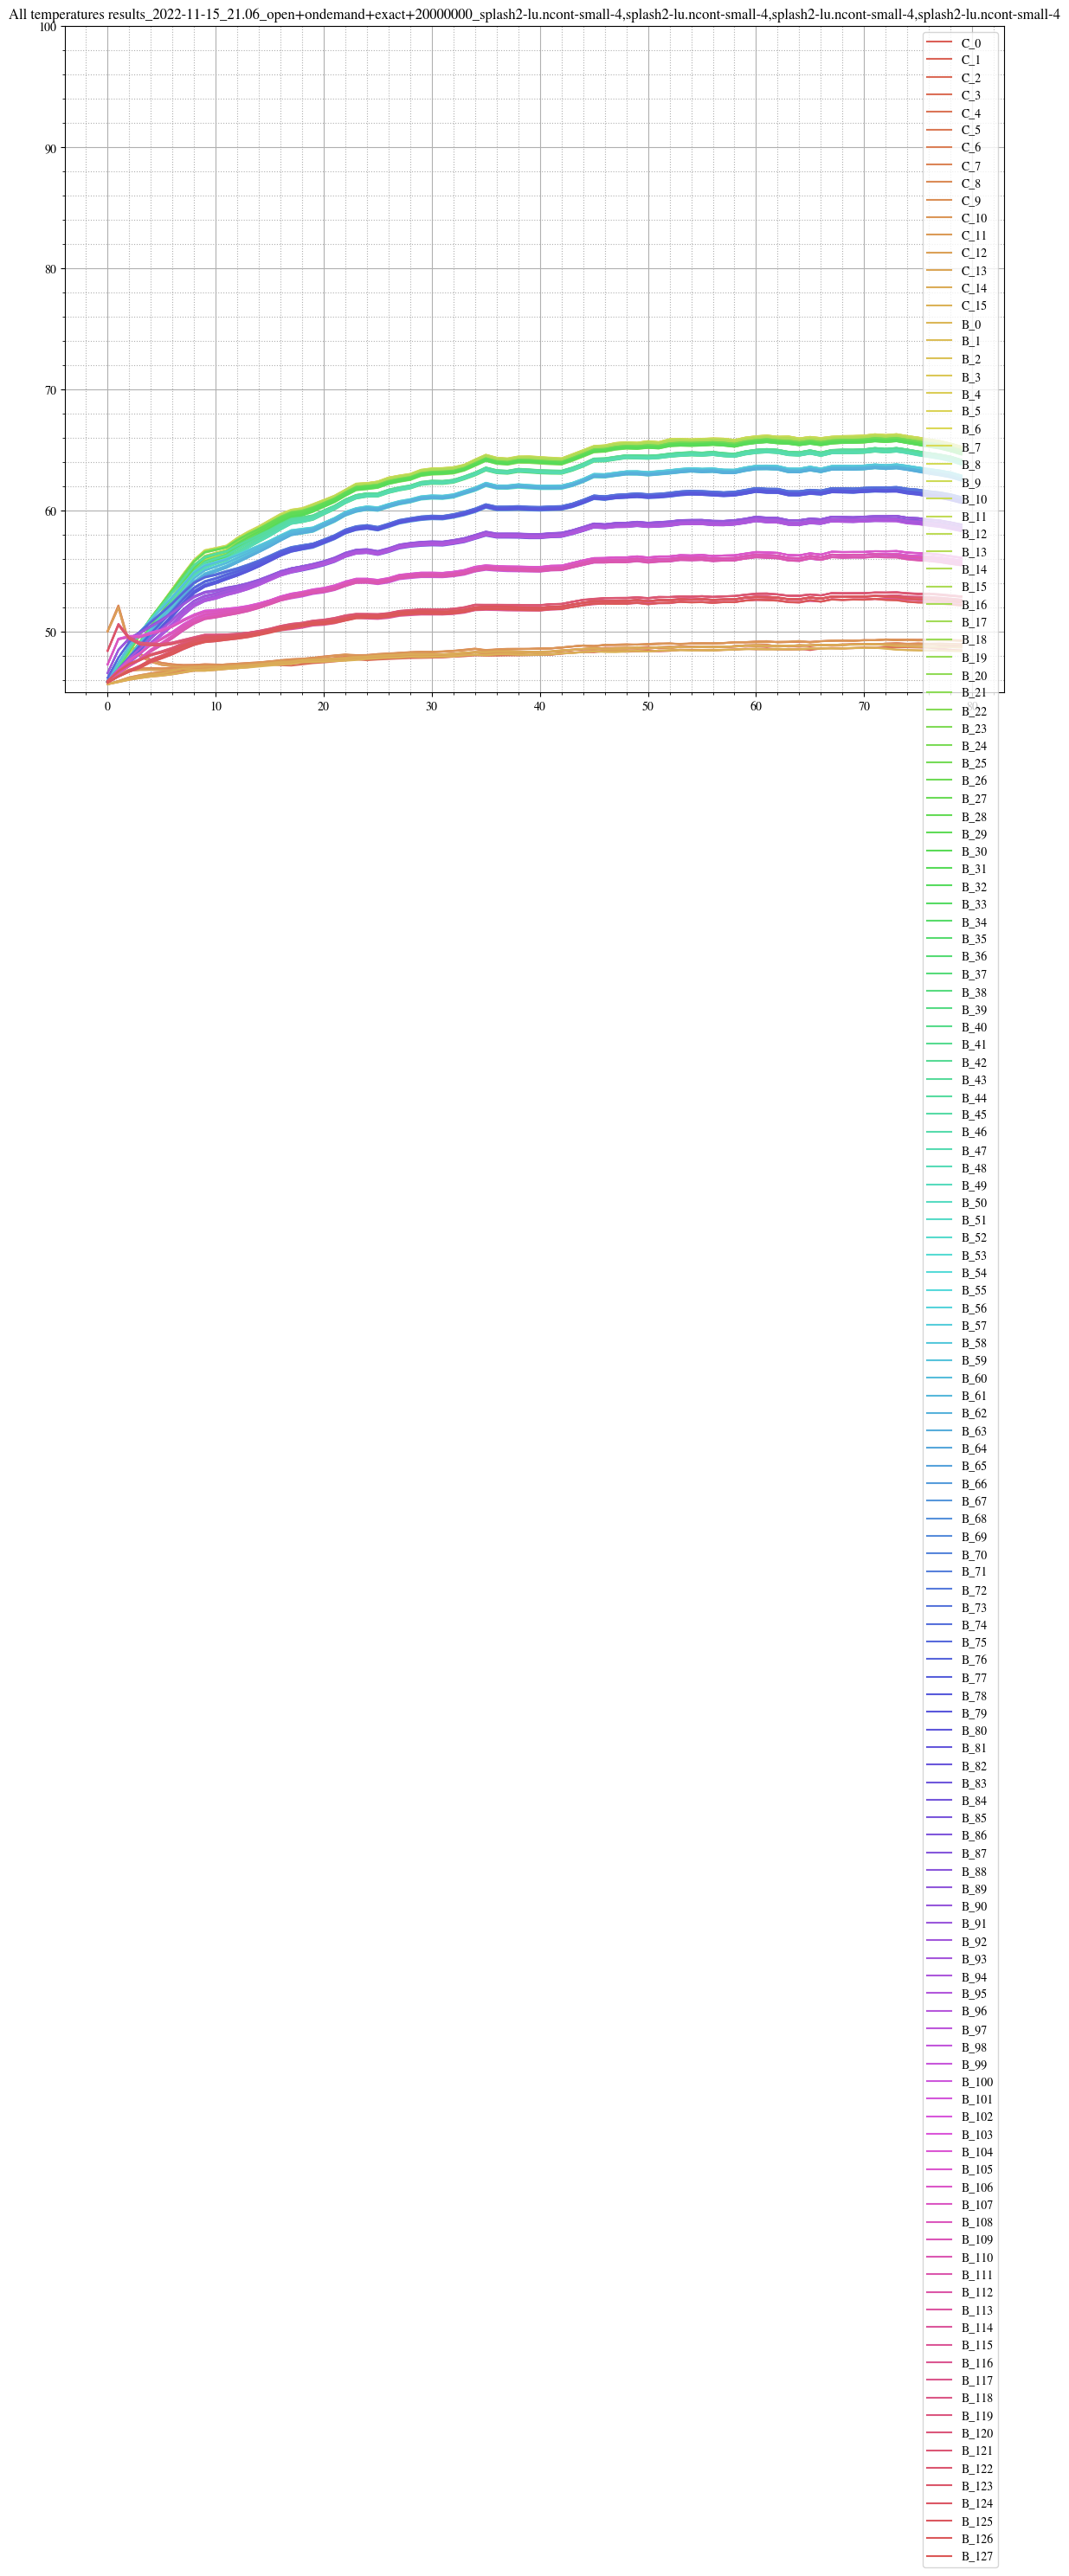 All temperatures results_2022-11-15_21.06_open+ondemand+exact+20000000_splash2-lu.ncont-small-4,splash2-lu.ncont-small-4,splash2-lu.ncont-small-4,splash2-lu.ncont-small-4
100
90
80
70
60
50
0 10 20 30 40 50 60 70 80
C_0
C_1
C_2
C_3
C_4
C_5
C_6
C_7
C_8
C_9
C_10
C_11
C_12
C_13
C_14
C_15
B_0
B_1
B_2
B_3
B_4
B_5
B_6
B_7
B_8
B_9
B_10
B_11
B_12
B_13
B_14
B_15
B_16
B_17
B_18
B_19
B_20
B_21
B_22
B_23
B_24
B_25
B_26
B_27
B_28
B_29
B_30
B_31
B_32
B_33
B_34
B_35
B_36
B_37
B_38
B_39
B_40
B_41
B_42
B_43
B_44
B_45
B_46
B_47
B_48
B_49
B_50
B_51
B_52
B_53
B_54
B_55
B_56
B_57
B_58
B_59
B_60
B_61
B_62
B_63
B_64
B_65
B_66
B_67
B_68
B_69
B_70
B_71
B_72
B_73
B_74
B_75
B_76
B_77
B_78
B_79
B_80
B_81
B_82
B_83
B_84
B_85
B_86
B_87
B_88
B_89
B_90
B_91
B_92
B_93
B_94
B_95
B_96
B_97
B_98
B_99
B_100
B_101
B_102
B_103
B_104
B_105
B_106
B_107
B_108
B_109
B_110
B_111
B_112
B_113
B_114
B_115
B_116
B_117
B_118
B_119
B_120
B_121
B_122
B_123
B_124
B_125
B_126
B_127